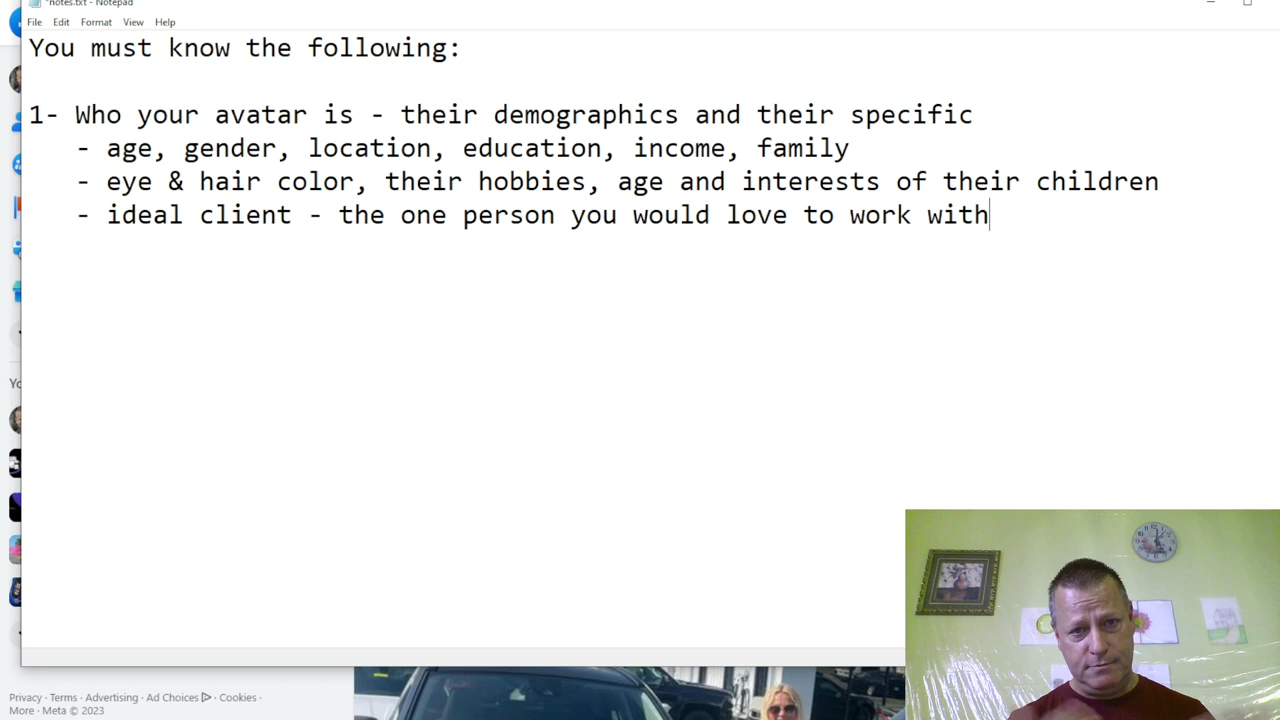 *notes.txt - Notepad
File Edit Format View Help
You must know the following:
1- Who your avatar is - their demographics and their specific
- age, gender, location, education, income, family
- eye & hair color, their hobbies, age and interests of their children
- ideal client - the one person you would love to work with
Yo
Privacy · Terms · Advertising · Ad Choices · Cookies ·
More · Meta © 2023